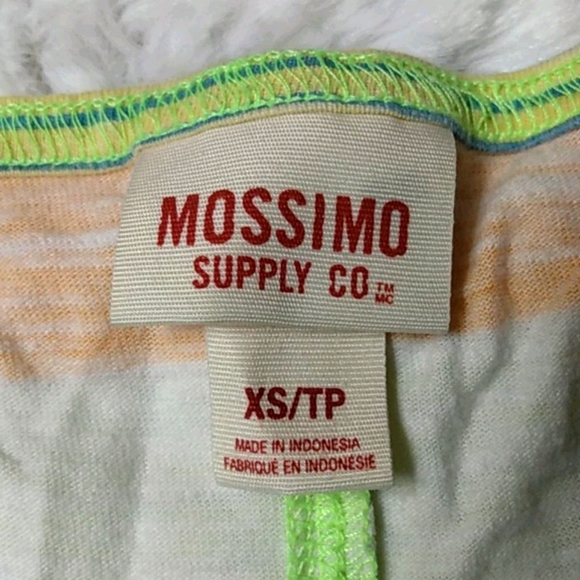 MOSSIMO
SUPPLY CO ™ MC
XS/TP
MADE IN INDONESIA
FABRIQUÉ EN INDONÉSIE